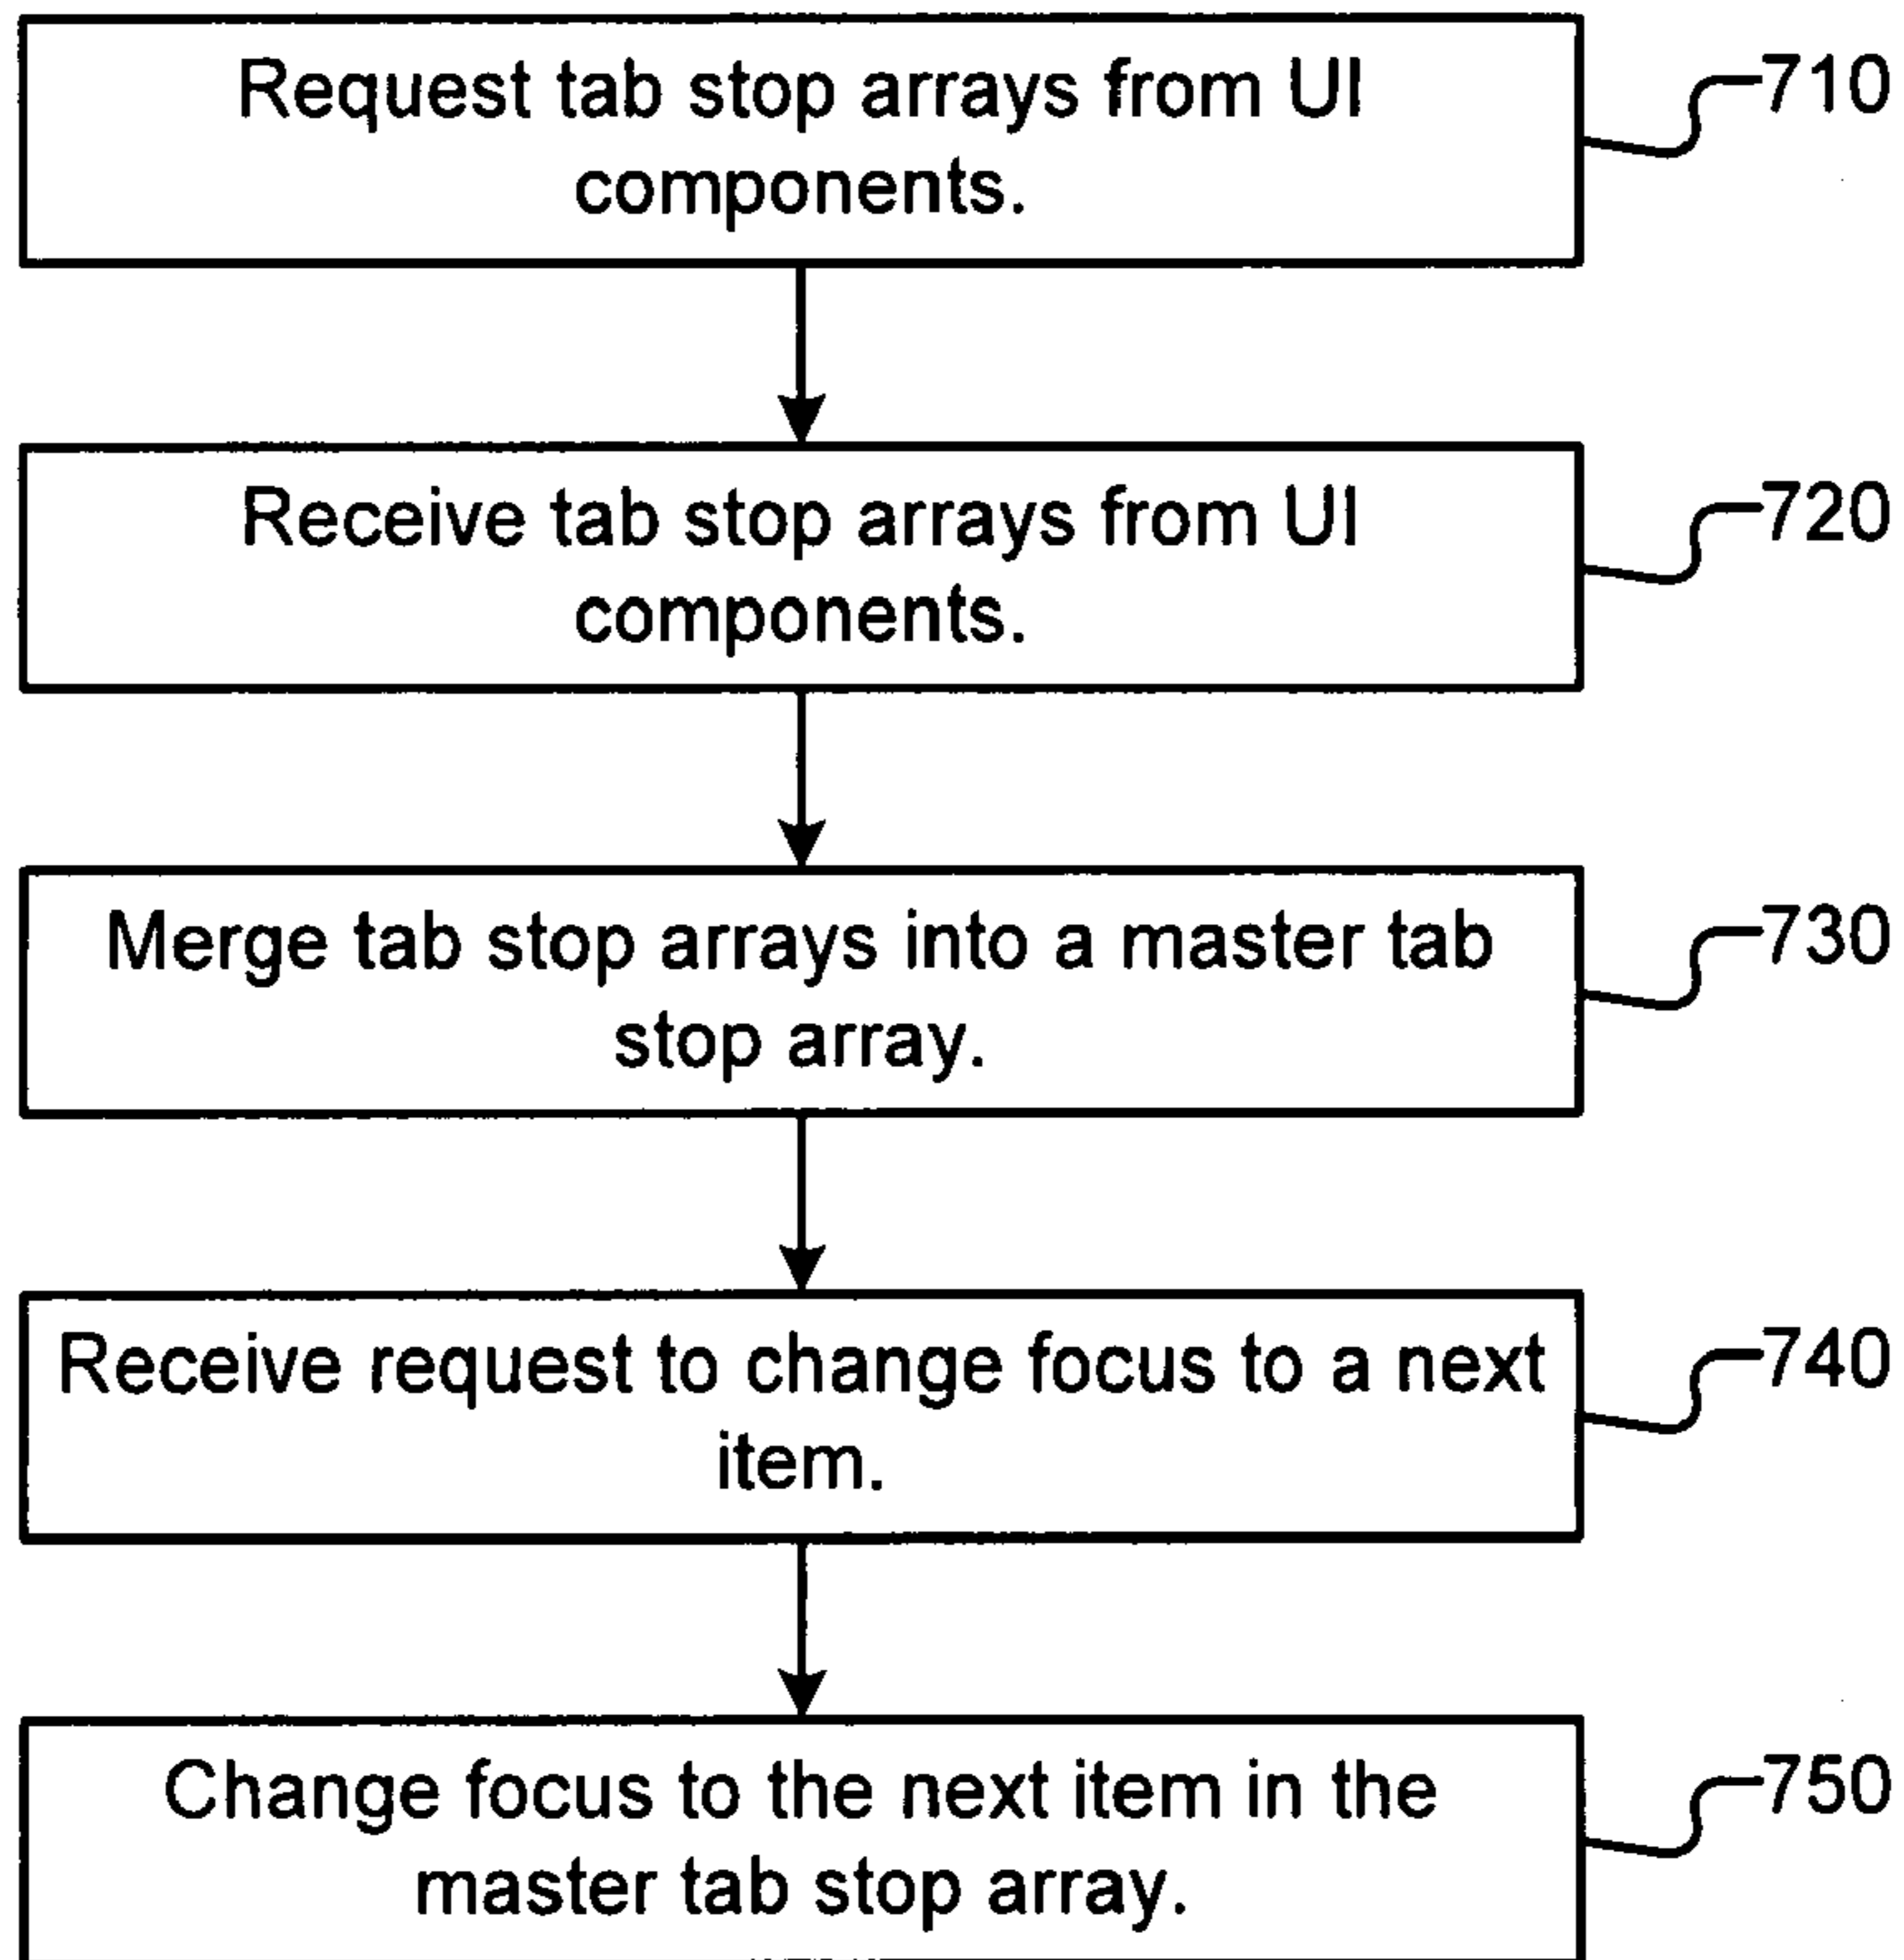 Request tab stop arrays from UI
components.
710
Receive tab stop arrays from UI
components.
720
Merge tab stop arrays into a master tab
stop array.
730
Receive request to change focus to a next
item.
740
Change focus to the next item in the
master tab stop array.
750